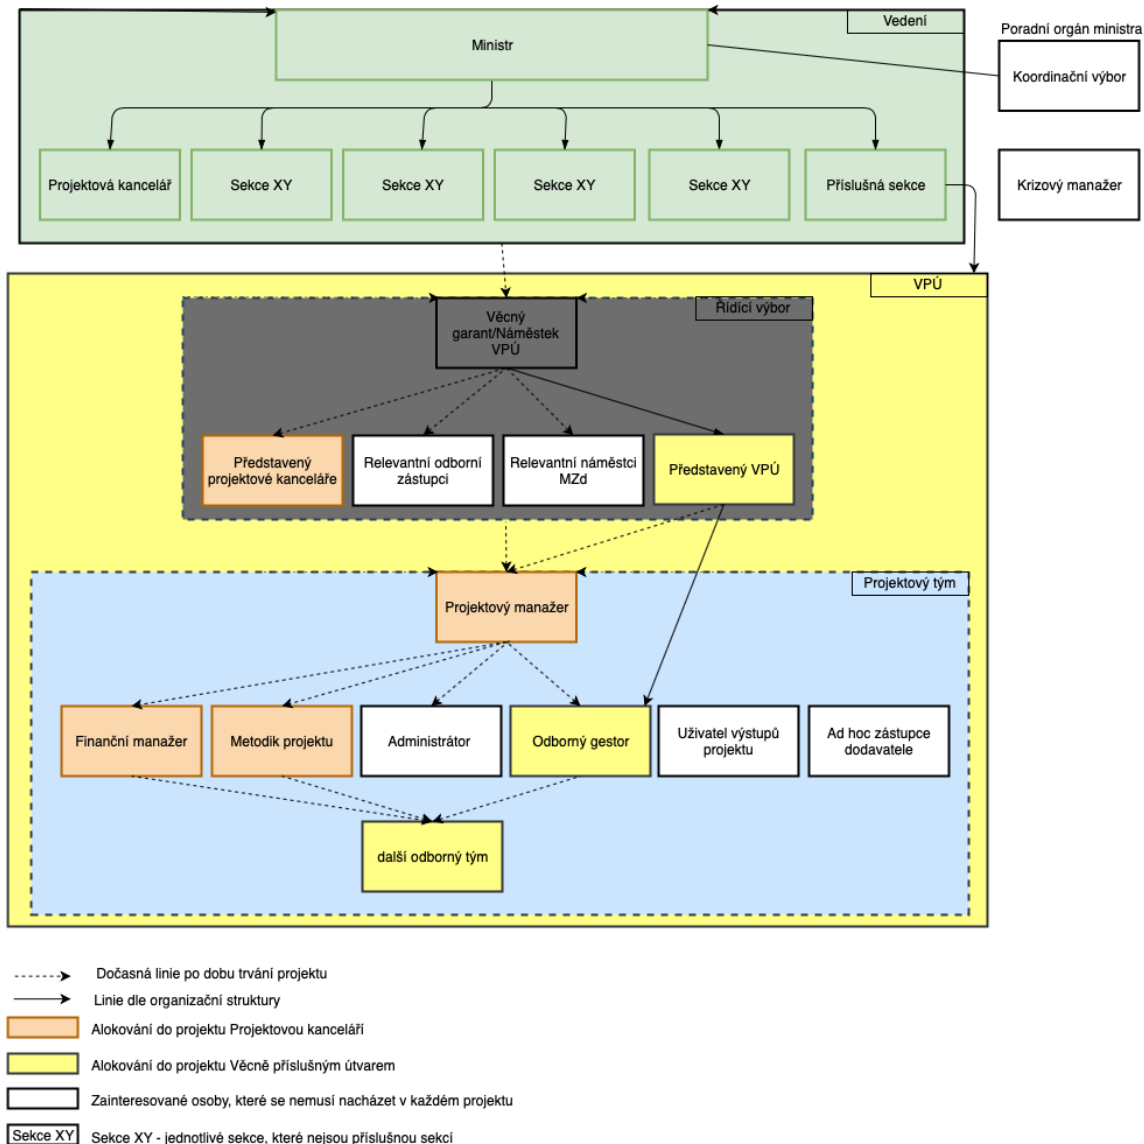 Vedení
Poradní orgán ministra
Ministr
Koordinační výbor
Projektová kancelář
Sekce XY
Sekce XY
Sekce XY
Sekce XY
Příslušná sekce
Krizový manažer
VPÚ
Řídící výbor
Věcný
garant/Náměstek
VPÚ
Představený
projektové kanceláře
Relevantní odborní
zástupci
Relevantní náměstci
MZd
Představený VPÚ
Projektový tým
Projektový manažer
Finanční manažer
Metodik projektu
Administrátor
Odborný gestor
Uživatel výstupů
projektu
Ad hoc zástupce
dodavatele
další odborný tým
Dočasná linie po dobu trvání projektu
Linie dle organizační struktury
Alokování do projektu Projektovou kanceláří
Alokování do projektu Věcně příslušným útvarem
Zainteresované osoby, které se nemusí nacházet v každém projektu
Sekce XY Sekce XY - jednotlivé sekce, které nejsou příslušnou sekcí